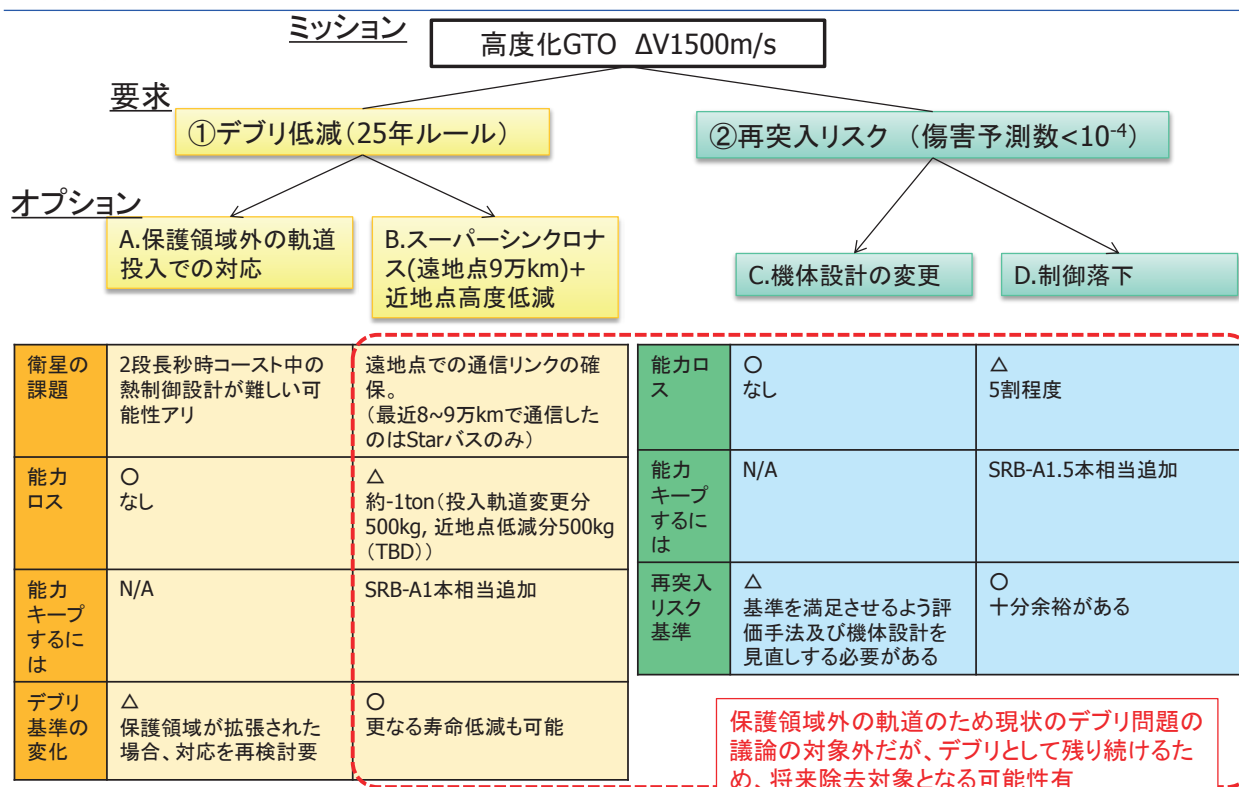 ミッション
高度化GTO ΔV1500m/s
要求
①デブリ低減(25年ルール)
②再突入リスク (傷害予測数<10⁻⁴)
オプション
A.保護領域外の軌道
投入での対応
B.スーパーシンクロナ
ス(遠地点9万km)+
近地点高度低減
C.機体設計の変更
D.制御落下
衛星の
課題
2段長秒時コースト中の
熱制御設計が難しい可
能性アリ
遠地点での通信リンクの確
保。
(最近8~9万kmで通信した
のはStarバスのみ)
能力
ロス
○
なし
△
約-1ton(投入軌道変更分
500kg, 近地点低減分500kg
(TBD))
能力
キープ
するに
は
N/A
SRB-A1本相当追加
デブリ
基準の
変化
△
保護領域が拡張された
場合、対応を再検討要
○
更なる寿命低減も可能
能力ロ
ス
○
なし
△
5割程度
能力
キープ
するに
は
N/A
SRB-A1.5本相当追加
再突入
リスク
基準
△
基準を満足させるよう評
価手法及び機体設計を
見直しする必要がある
○
十分余裕がある
保護領域外の軌道のため現状のデブリ問題の
議論の対象外だが、デブリとして残り続けるた
め、将来除去対象となる可能性有